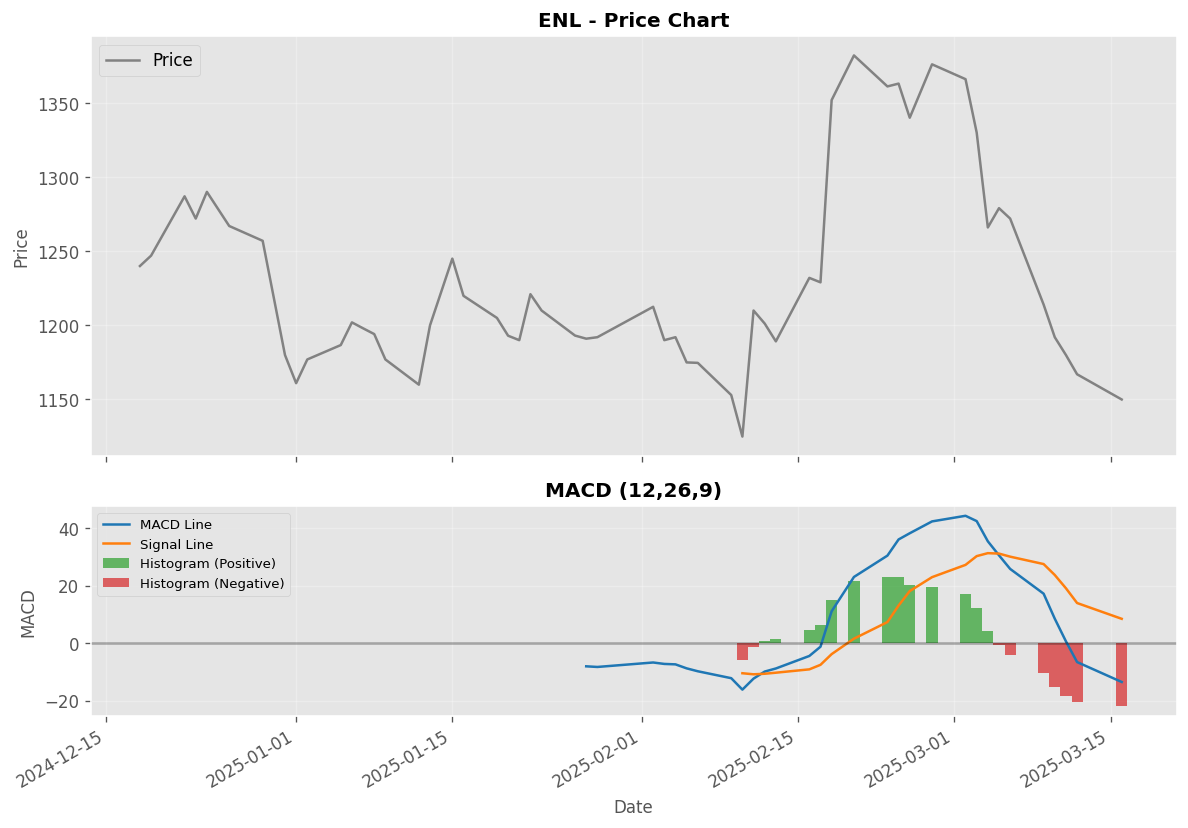 ENL - Price Chart
Price
1350
1300
1250
1200
1150
Price
MACD (12,26,9)
MACD Line
Signal Line
Histogram (Positive)
Histogram (Negative)
40
20
0
−20
MACD
2024-12-15
2025-01-01
2025-01-15
2025-02-01
2025-02-15
2025-03-01
2025-03-15
Date